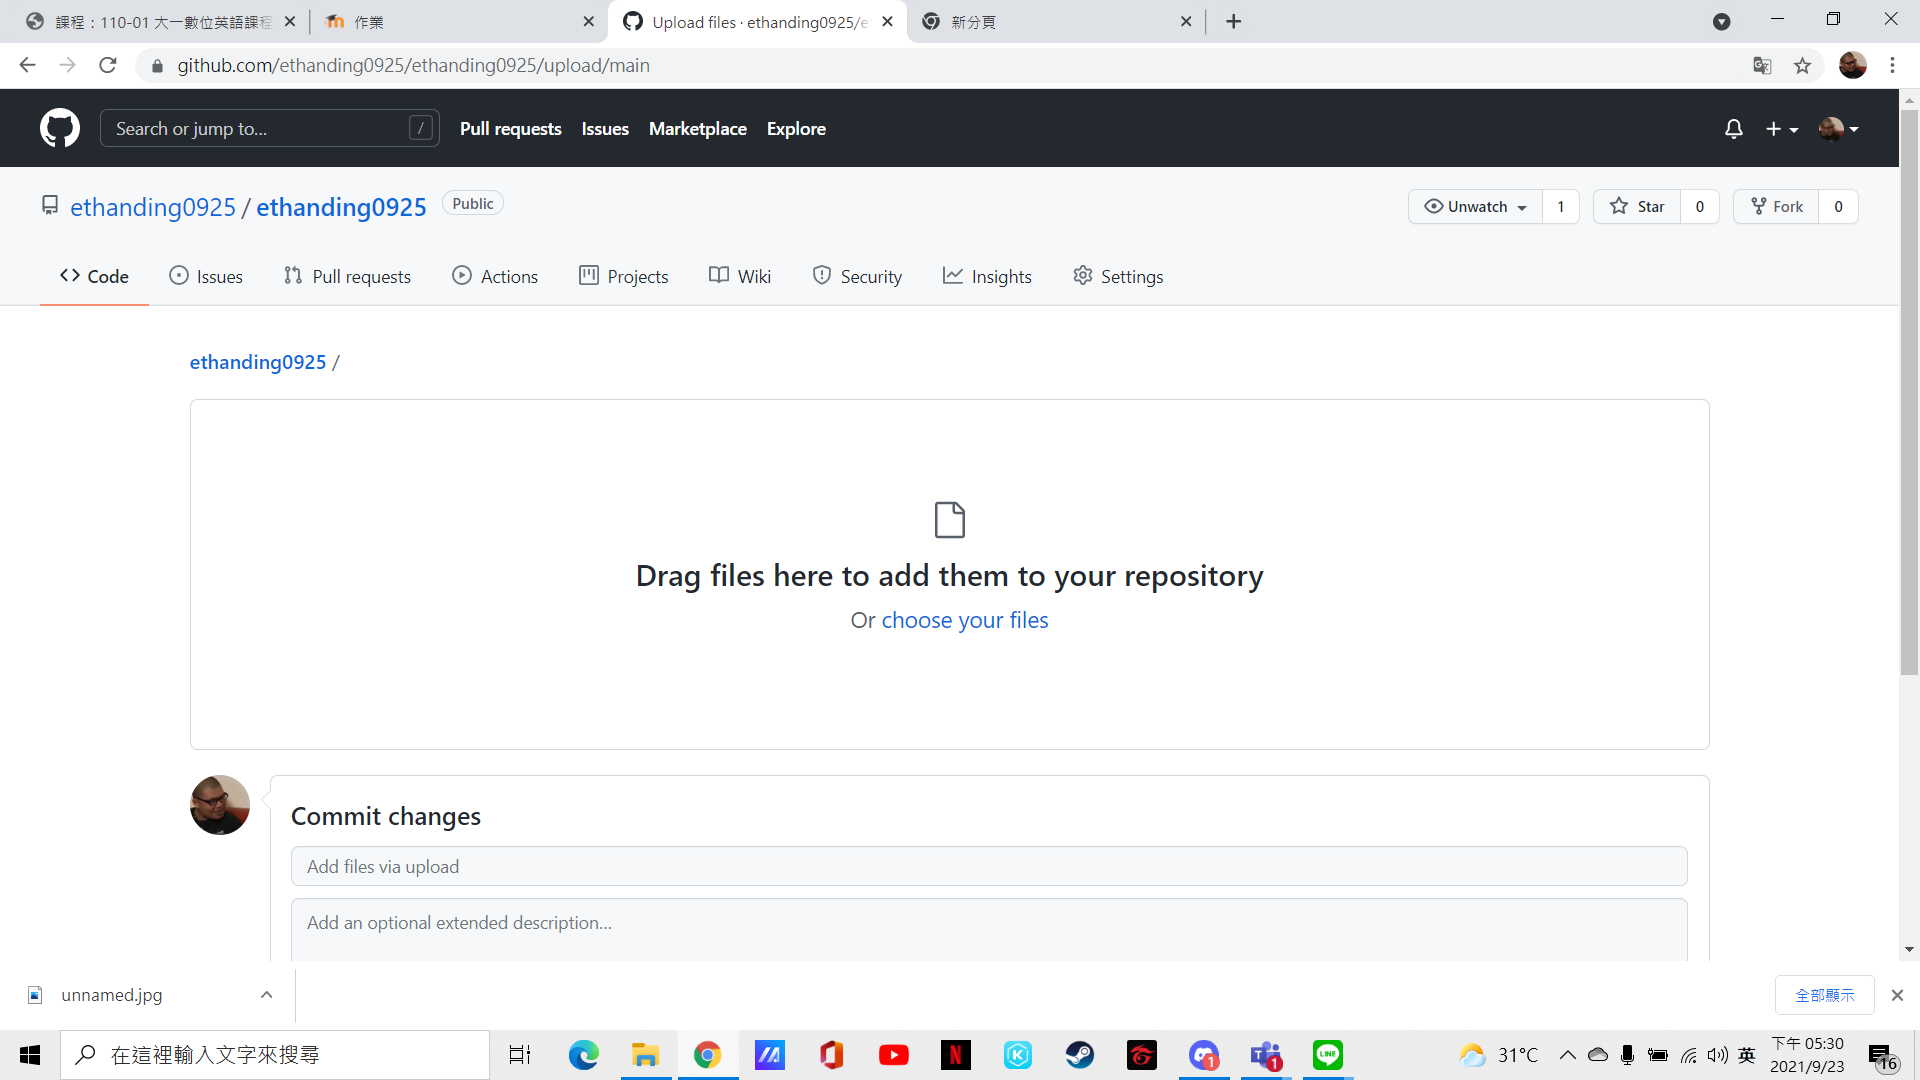 課程：110-01 大一數位英語課程
作業
Upload files · ethanding0925/e
新分頁
github.com/ethanding0925/ethanding0925/upload/main
Search or jump to... /
Pull requests
Issues
Marketplace
Explore
ethanding0925 / ethanding0925
Public
Unwatch
1
Star
0
Fork
0
Code
Issues
Pull requests
Actions
Projects
Wiki
Security
Insights
Settings
ethanding0925 /
Drag files here to add them to your repository
Or choose your files
Commit changes
Add files via upload
Add an optional extended description...
unnamed.jpg
全部顯示
在這裡輸入文字來搜尋
N
K
1
T
1
LINE
31°C
英
下午 05:30
2021/9/23
16